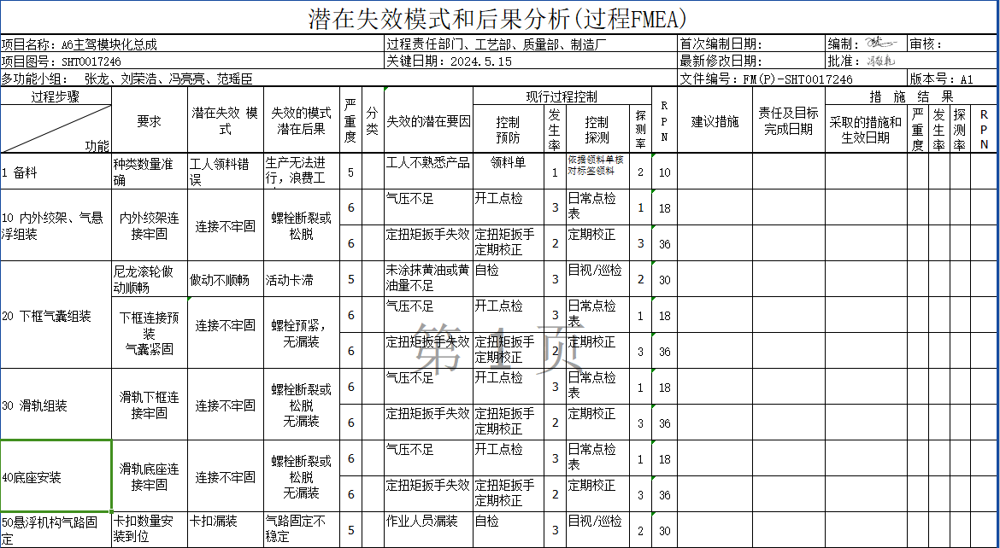 潜在失效模式和后果分析(过程FMEA)
项目名称: A6主驾模块化总成 过程责任部门、工艺部、质量部、制造厂 首次编制日期: 编制: 审核:
项目图号: SHT0017246 关键日期: 2024.5.15 最新修改日期: 批准:
多功能小组: 张龙、刘荣浩、冯亮亮、范瑶臣 文件编号: FM(P)-SHT0017246 版本号: A1
过程步骤
功能
要求
潜在失效 模
式
失效的模式
潜在后果
严重度
分类
失效的潜在要因
现行过程控制
控制
预防
发生率
控制
探测
探测率
RPN
建议措施
责任及目标
完成日期
措 施 结 果
采取的措施和
生效日期
严重度
发生率
探测率
RPN
1 备料
种类数量准
确
工人领料错
误
生产无法进
行，浪费工
5
工人不熟悉产品
领料单
1
依据领料单核
对标签领料
2
10
10 内外绞架、气悬
浮组装
内外绞架连
接牢固
连接不牢固
螺栓断裂或
松脱
6
气压不足
开工点检
3
日常点检
表
1
18
6
定扭矩扳手失效
定扭矩扳手
定期校正
2
定期校正
3
36
20 下框气囊组装
尼龙滚轮做
动顺畅
做动不顺畅
活动卡滞
5
未涂抹黄油或黄
油量不足
自检
3
目视/巡检
2
30
下框连接预
装
气囊紧固
连接不牢固
螺栓预紧，
无漏装
6
气压不足
开工点检
3
日常点检
表
1
18
6
定扭矩扳手失效
定扭矩扳手
定期校正
2
定期校正
3
36
第 1 页
30 滑轨组装
滑轨下框连
接牢固
连接不牢固
螺栓断裂或
松脱
无漏装
6
气压不足
开工点检
3
日常点检
表
1
18
6
定扭矩扳手失效
定扭矩扳手
定期校正
2
定期校正
3
36
40底座安装
滑轨底座连
接牢固
连接不牢固
螺栓断裂或
松脱
无漏装
6
气压不足
开工点检
3
日常点检
表
1
18
6
定扭矩扳手失效
定扭矩扳手
定期校正
2
定期校正
3
36
50悬浮机构气路固
定
卡扣数量安
装到位
卡扣漏装
气路固定不
稳定
5
作业人员漏装
自检
3
目视/巡检
2
30